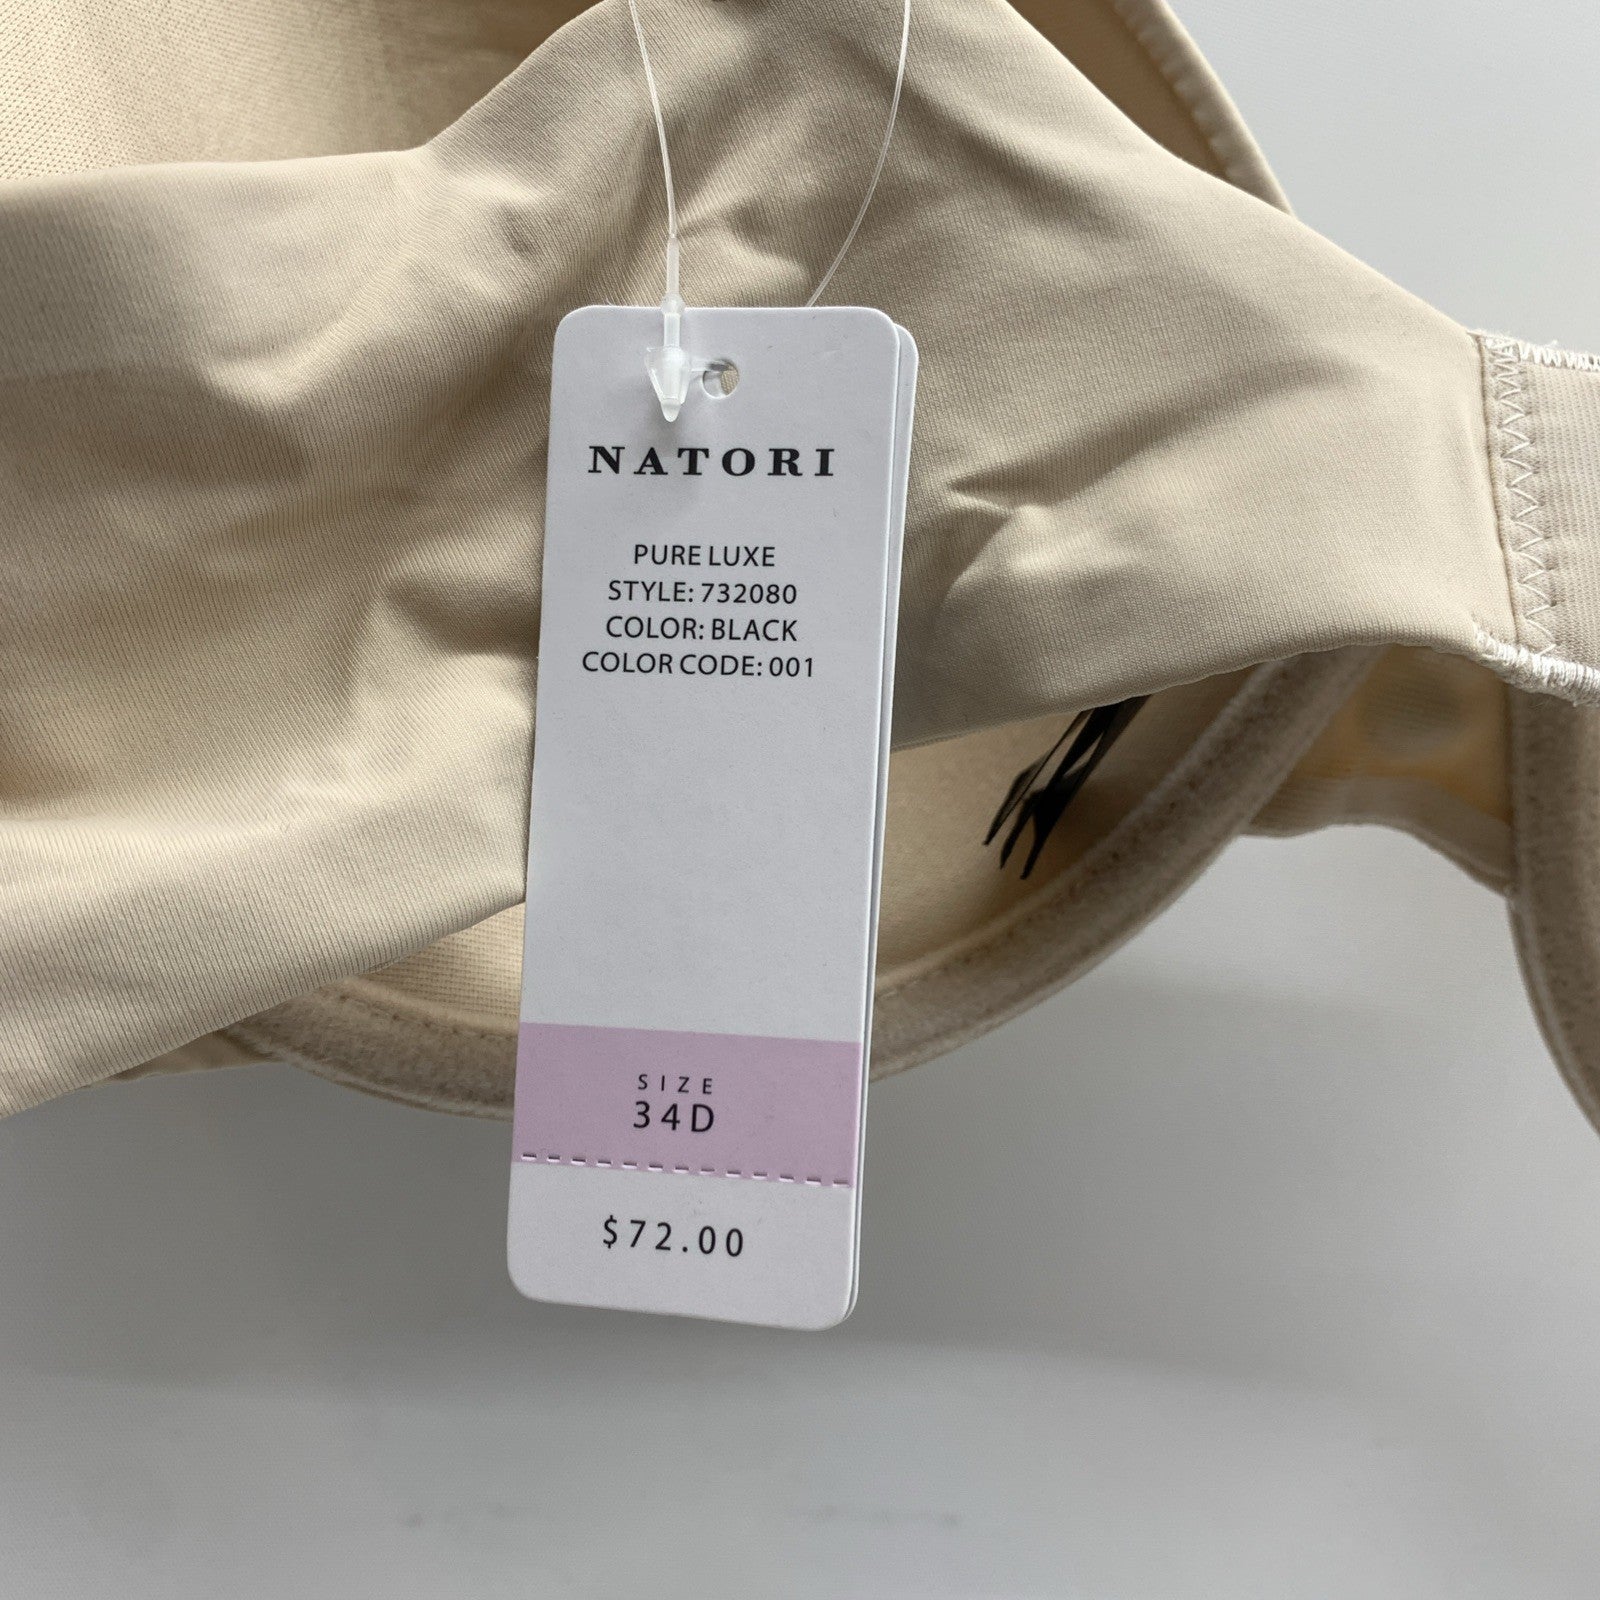 NATORI
PURE LUXE
STYLE: 732080
COLOR: BLACK
COLOR CODE: 001
SIZE
34D
$72.00